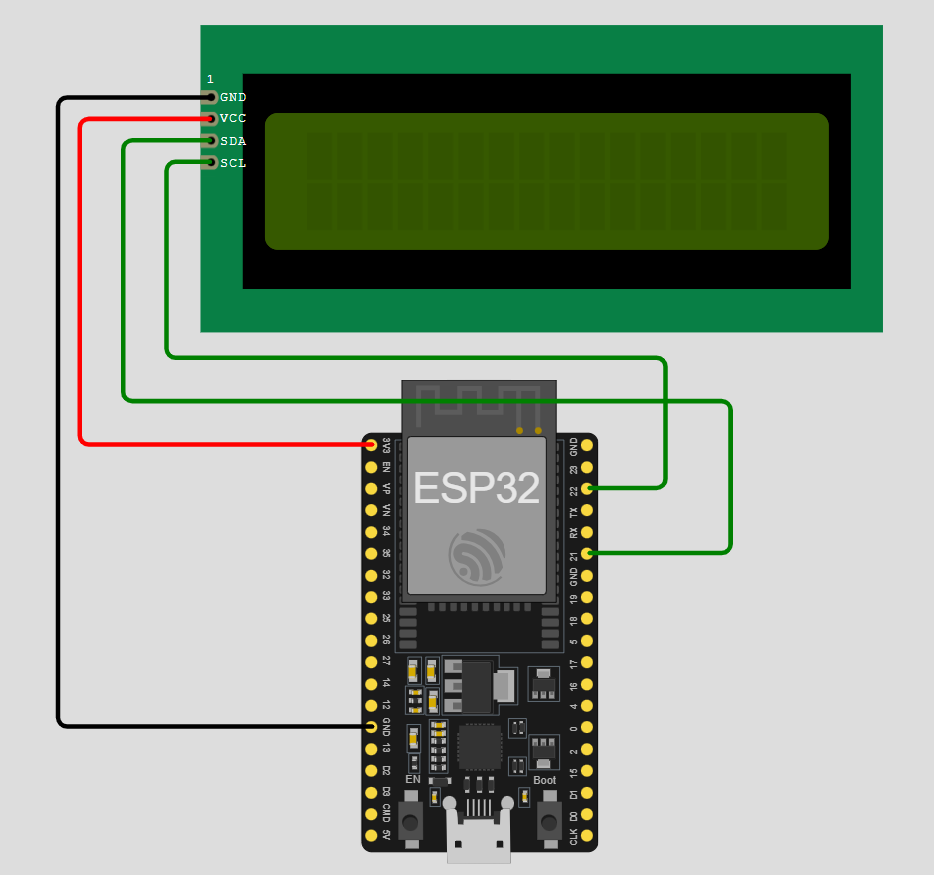 1
GND
VCC
SDA
SCL
ESP32
3V3
EN
VP
VN
34
35
32
33
25
26
27
14
12
GND
13
D2
D3
CMD
5V
GND
23
22
TX
RX
21
GND
19
18
5
17
16
4
0
2
15
D1
D0
CLK
EN
Boot